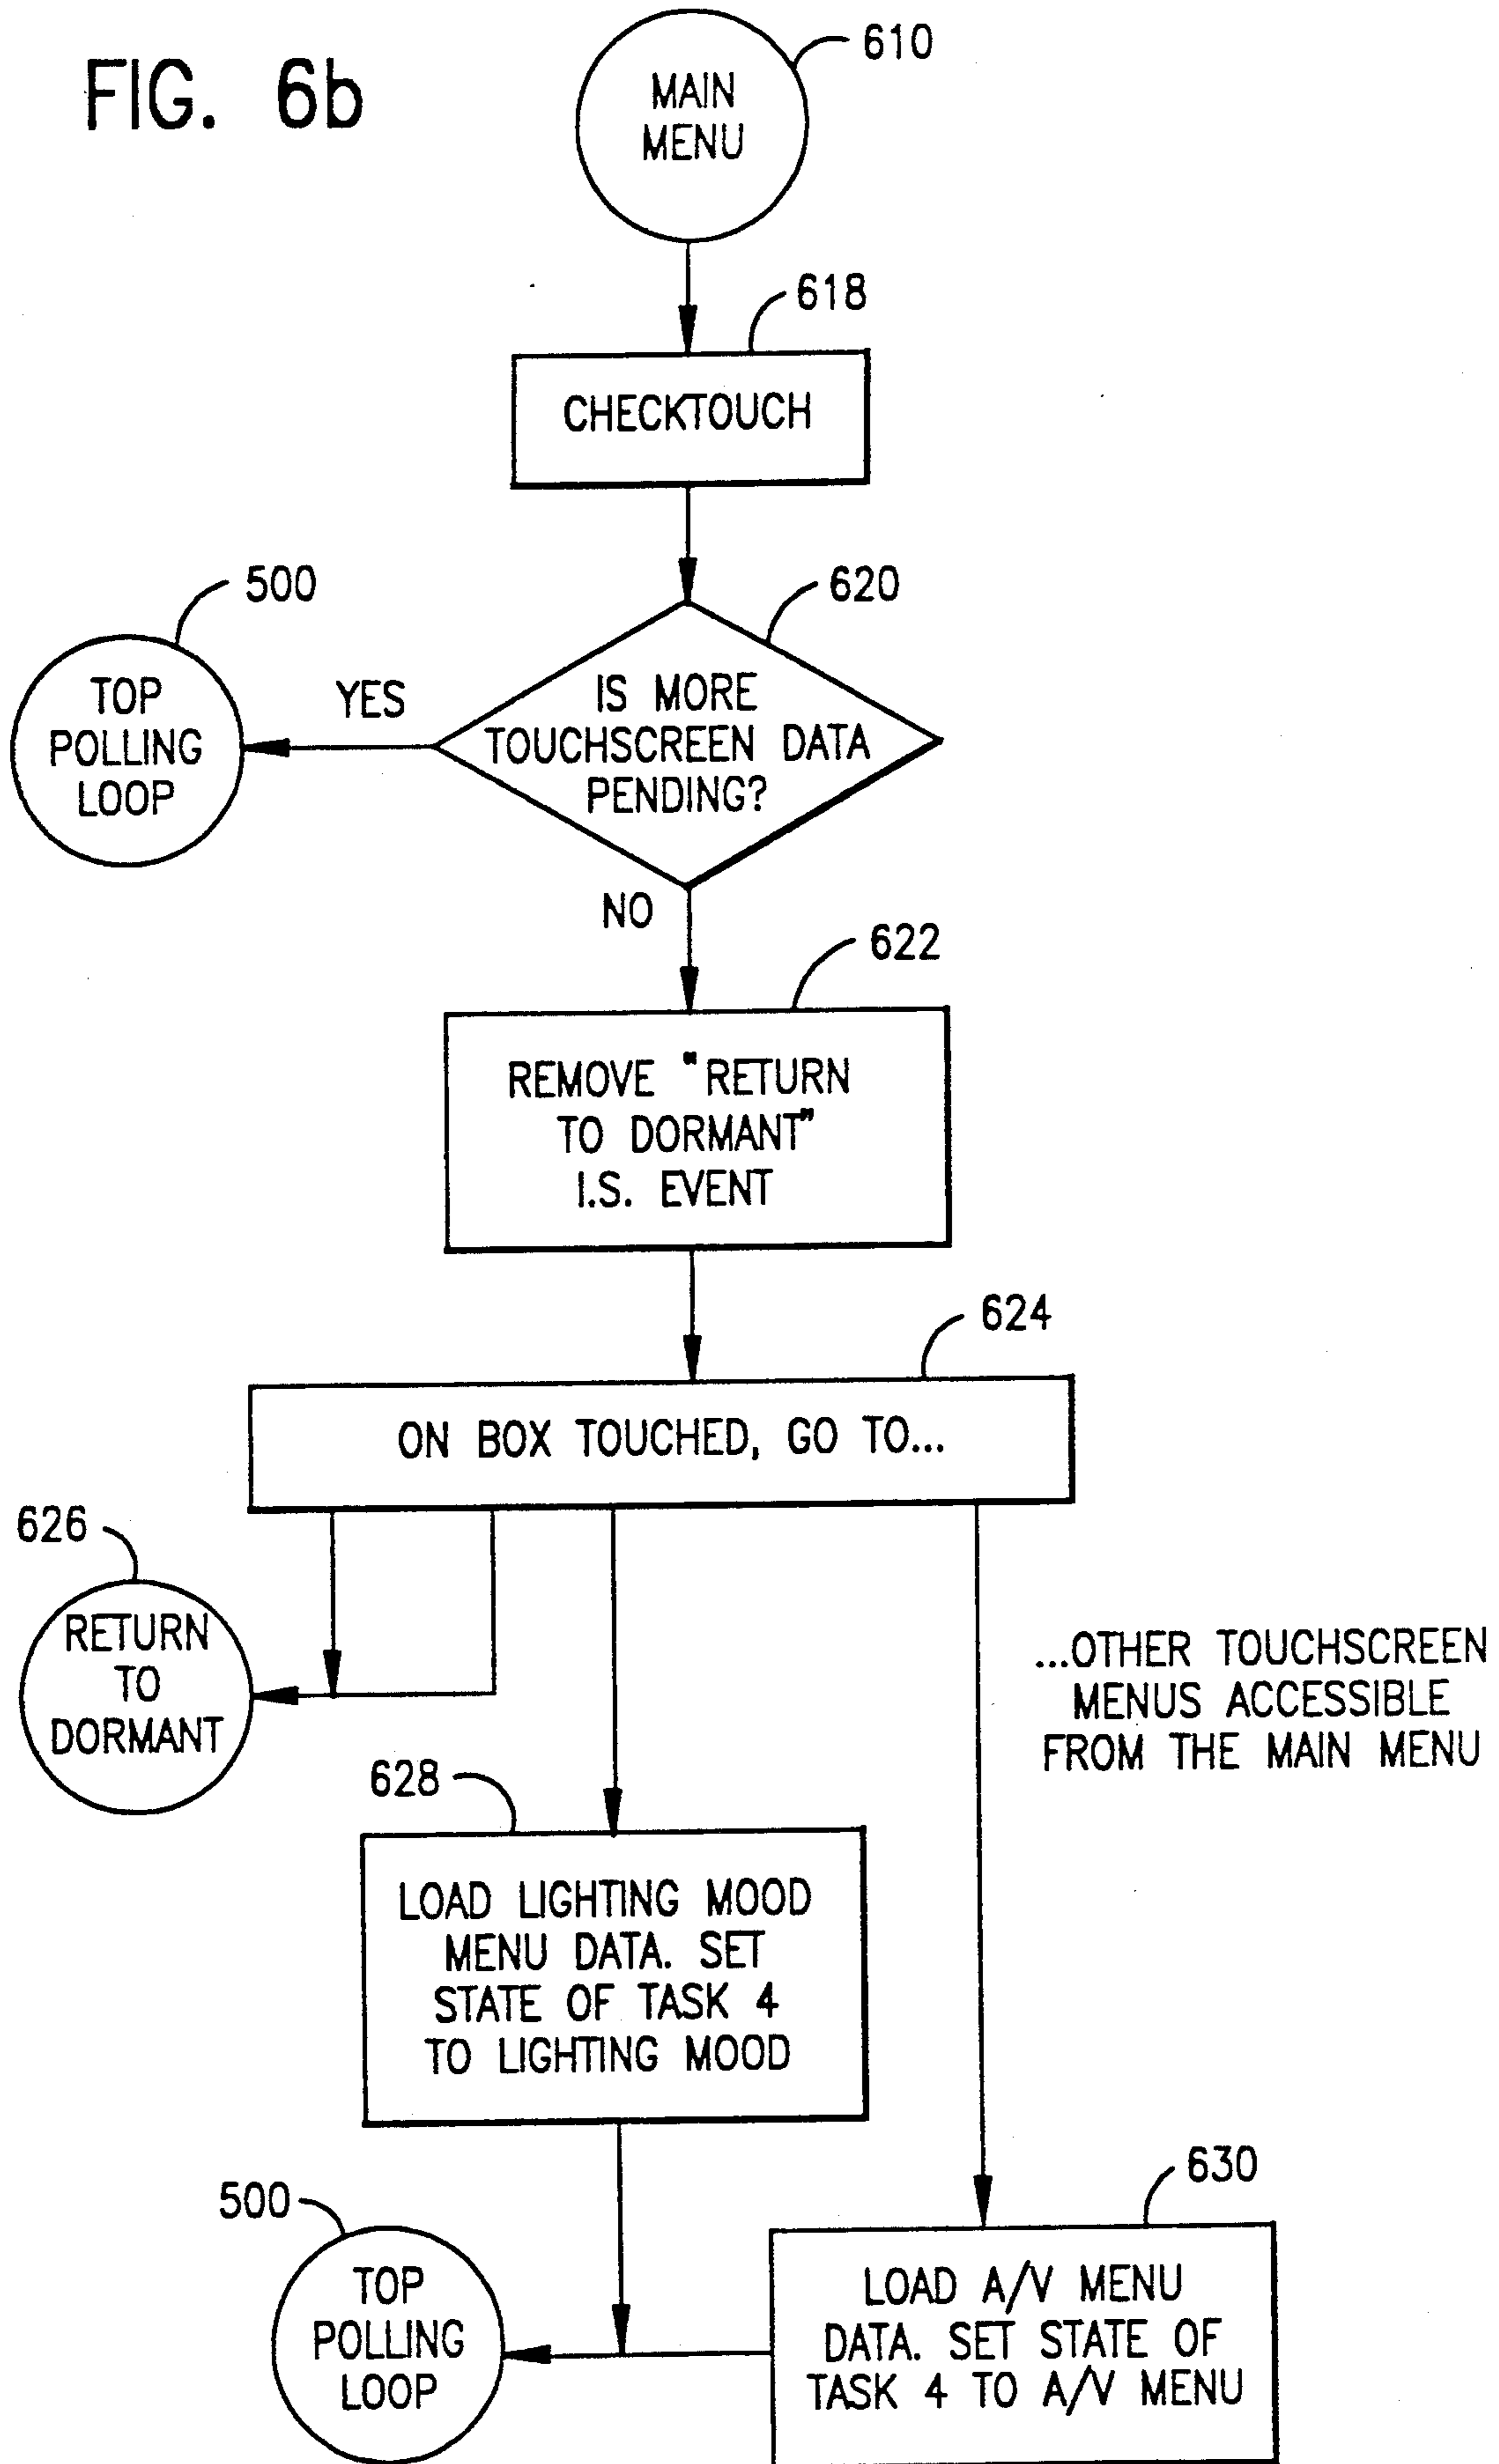 FIG. 6b
610
MAIN
MENU
618
CHECKTOUCH
620
500
IS MORE
TOUCHSCREEN DATA
PENDING?
YES
TOP
POLLING
LOOP
NO
622
REMOVE "RETURN
TO DORMANT"
I.S. EVENT
624
ON BOX TOUCHED, GO TO...
626
RETURN
TO
DORMANT
...OTHER TOUCHSCREEN
MENUS ACCESSIBLE
FROM THE MAIN MENU
628
LOAD LIGHTING MOOD
MENU DATA. SET
STATE OF TASK 4
TO LIGHTING MOOD
630
500
TOP
POLLING
LOOP
LOAD A/V MENU
DATA. SET STATE OF
TASK 4 TO A/V MENU